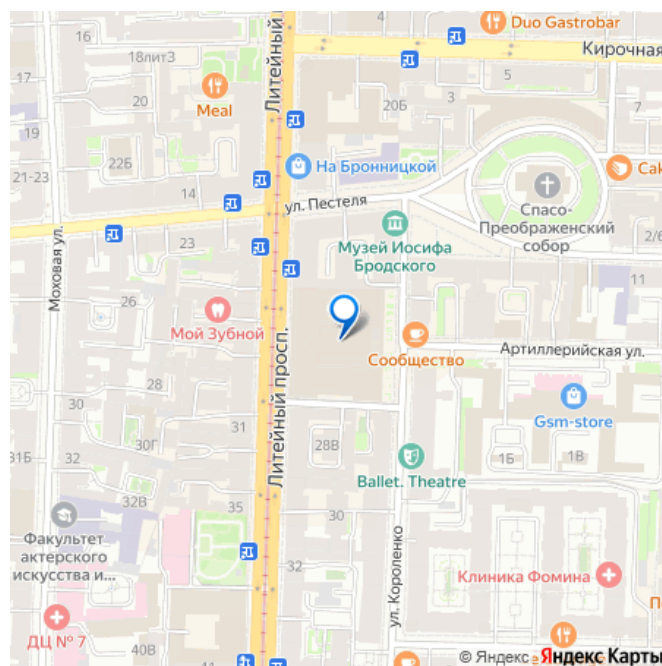 Duo Gastrobar
16
18литЗ
Литейный
Кирочная
20
Meal
20Б
3
5
7
19
22Б
На Бронницкой
Cak
21-23
14
ул. Пестеля
Спасо-
Преображенский
собор
Моховая ул.
23
Музей Иосифа
Бродского
2/6
11
26
Мой Зубной
Литейный просп.
Сообщество
Артиллерийская ул.
28
30
Gsm-store
31
28В
31Б
32
30Г
1Б
1В
Ballet. Theatre
32В
35
30
Факультет
актерского
искусства и...
ул. Короленко
32
Клиника Фомина
ДЦ № 7
40В
© Яндекс Яндекс Карты